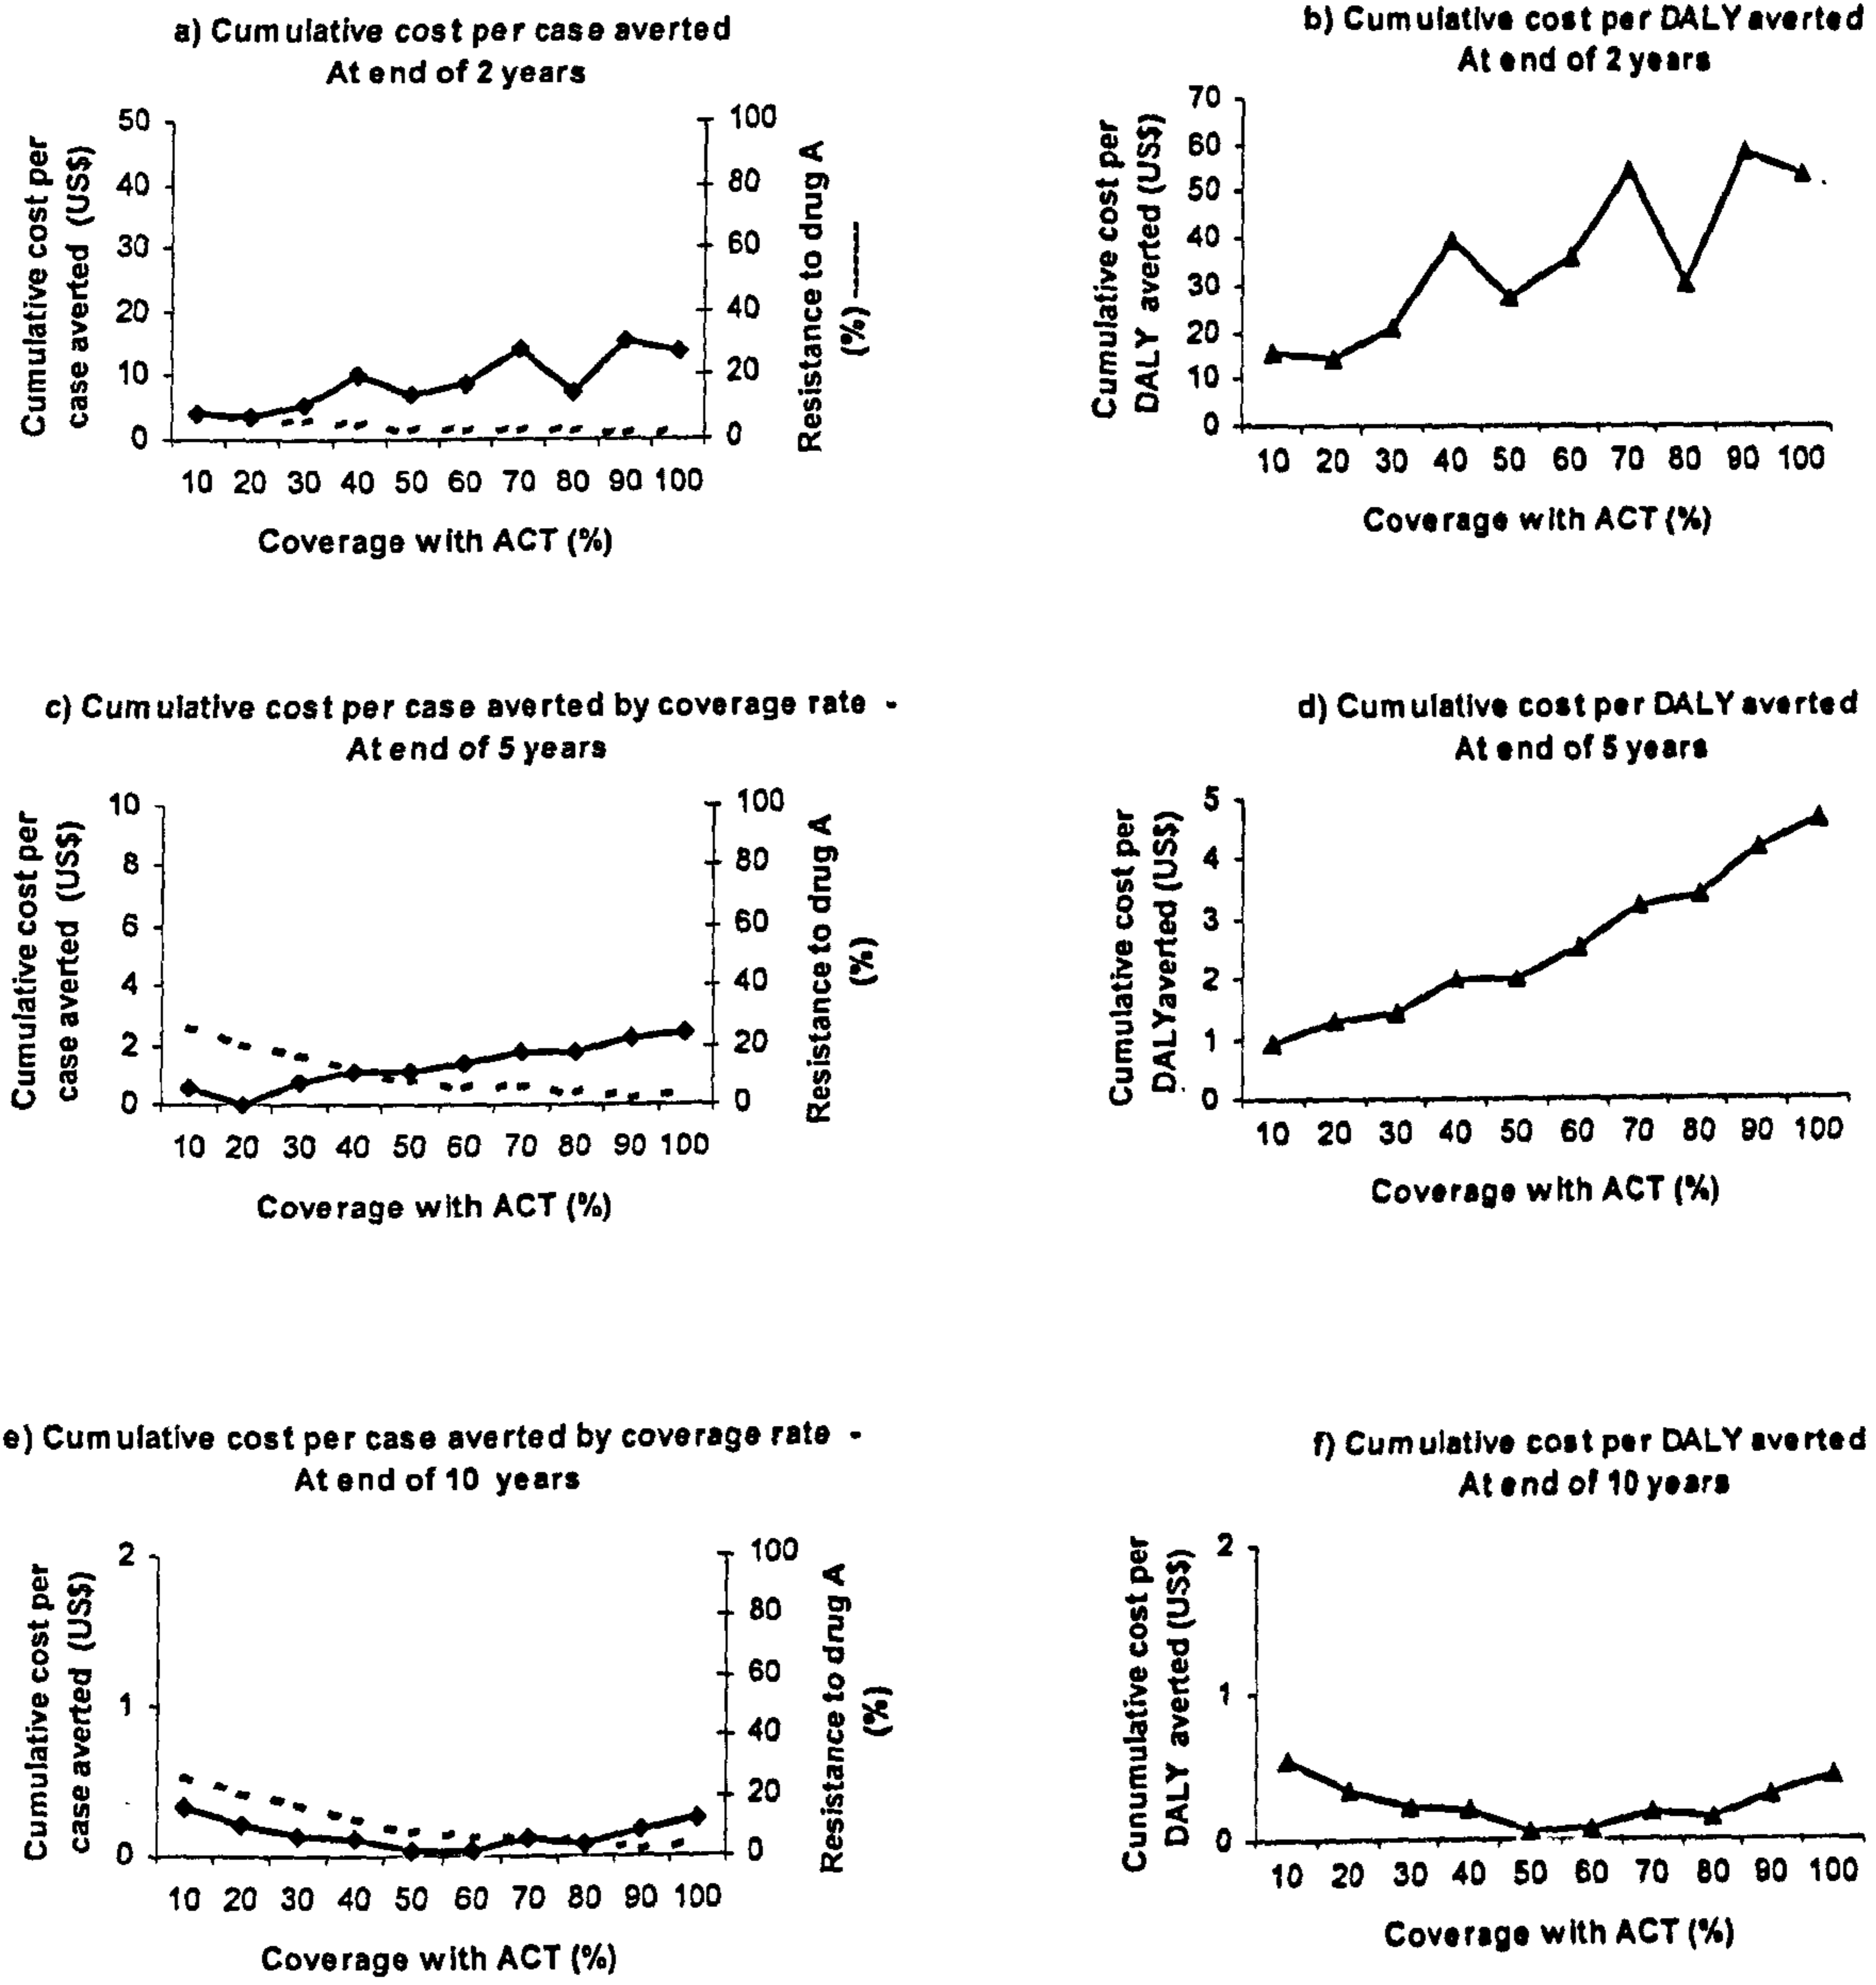 a) Cumulative cost per case averted
At end of 2 years
Cumulative cost per
case averted (US$)
50
40
30
20
10
0
100
80
60
40
20
0
Resistance to drug A
(%) ------
10 20 30 40 50 60 70 80 90 100
Coverage with ACT (%)
b) Cumulative cost per DALY averted
At end of 2 years
Cumulative cost per
DALY averted (US$)
70
60
50
40
30
20
10
0
10 20 30 40 50 60 70 80 90 100
Coverage with ACT (%)
c) Cumulative cost per case averted by coverage rate -
At end of 5 years
Cumulative cost per
case averted (US$)
10
8
6
4
2
0
100
80
60
40
20
0
Resistance to drug A
(%)
10 20 30 40 50 60 70 80 90 100
Coverage with ACT (%)
d) Cumulative cost per DALY averted
At end of 5 years
Cumulative cost per
DALYaverted (US$)
5
4
3
2
1
0
10 20 30 40 50 60 70 80 90 100
Coverage with ACT (%)
e) Cumulative cost per case averted by coverage rate -
At end of 10 years
Cumulative cost per
case averted (US$)
2
1
0
100
80
60
40
20
0
Resistance to drug A
(%)
10 20 30 40 50 60 70 80 90 100
Coverage with ACT (%)
f) Cumulative cost per DALY averted
At end of 10 years
Cunumulative cost per
DALY averted (US$)
2
1
0
10 20 30 40 50 60 70 80 90 100
Coverage with ACT (%)